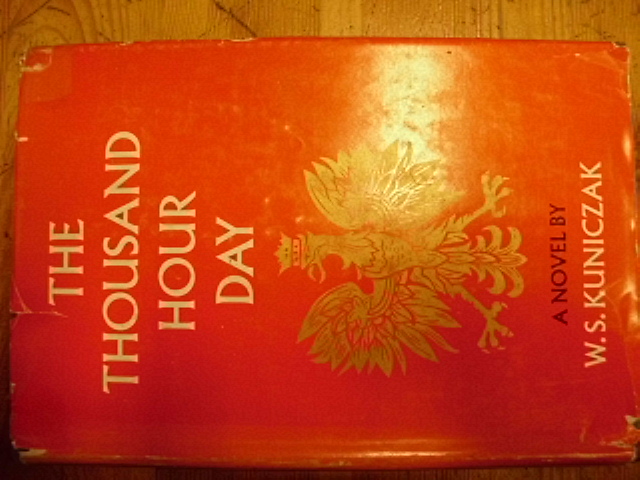 THE
THOUSAND
HOUR
DAY
A NOVEL BY
W. S. KUNICZAK